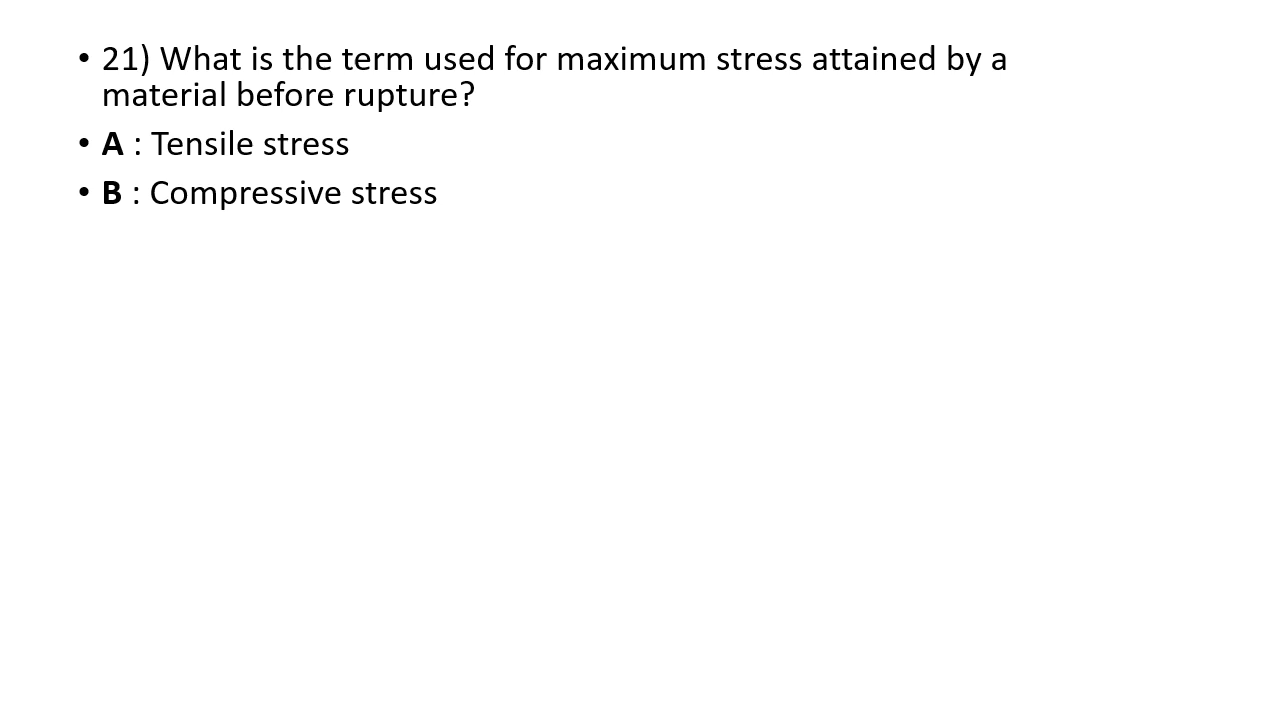 • 21) What is the term used for maximum stress attained by a
material before rupture?
• A : Tensile stress
• B : Compressive stress